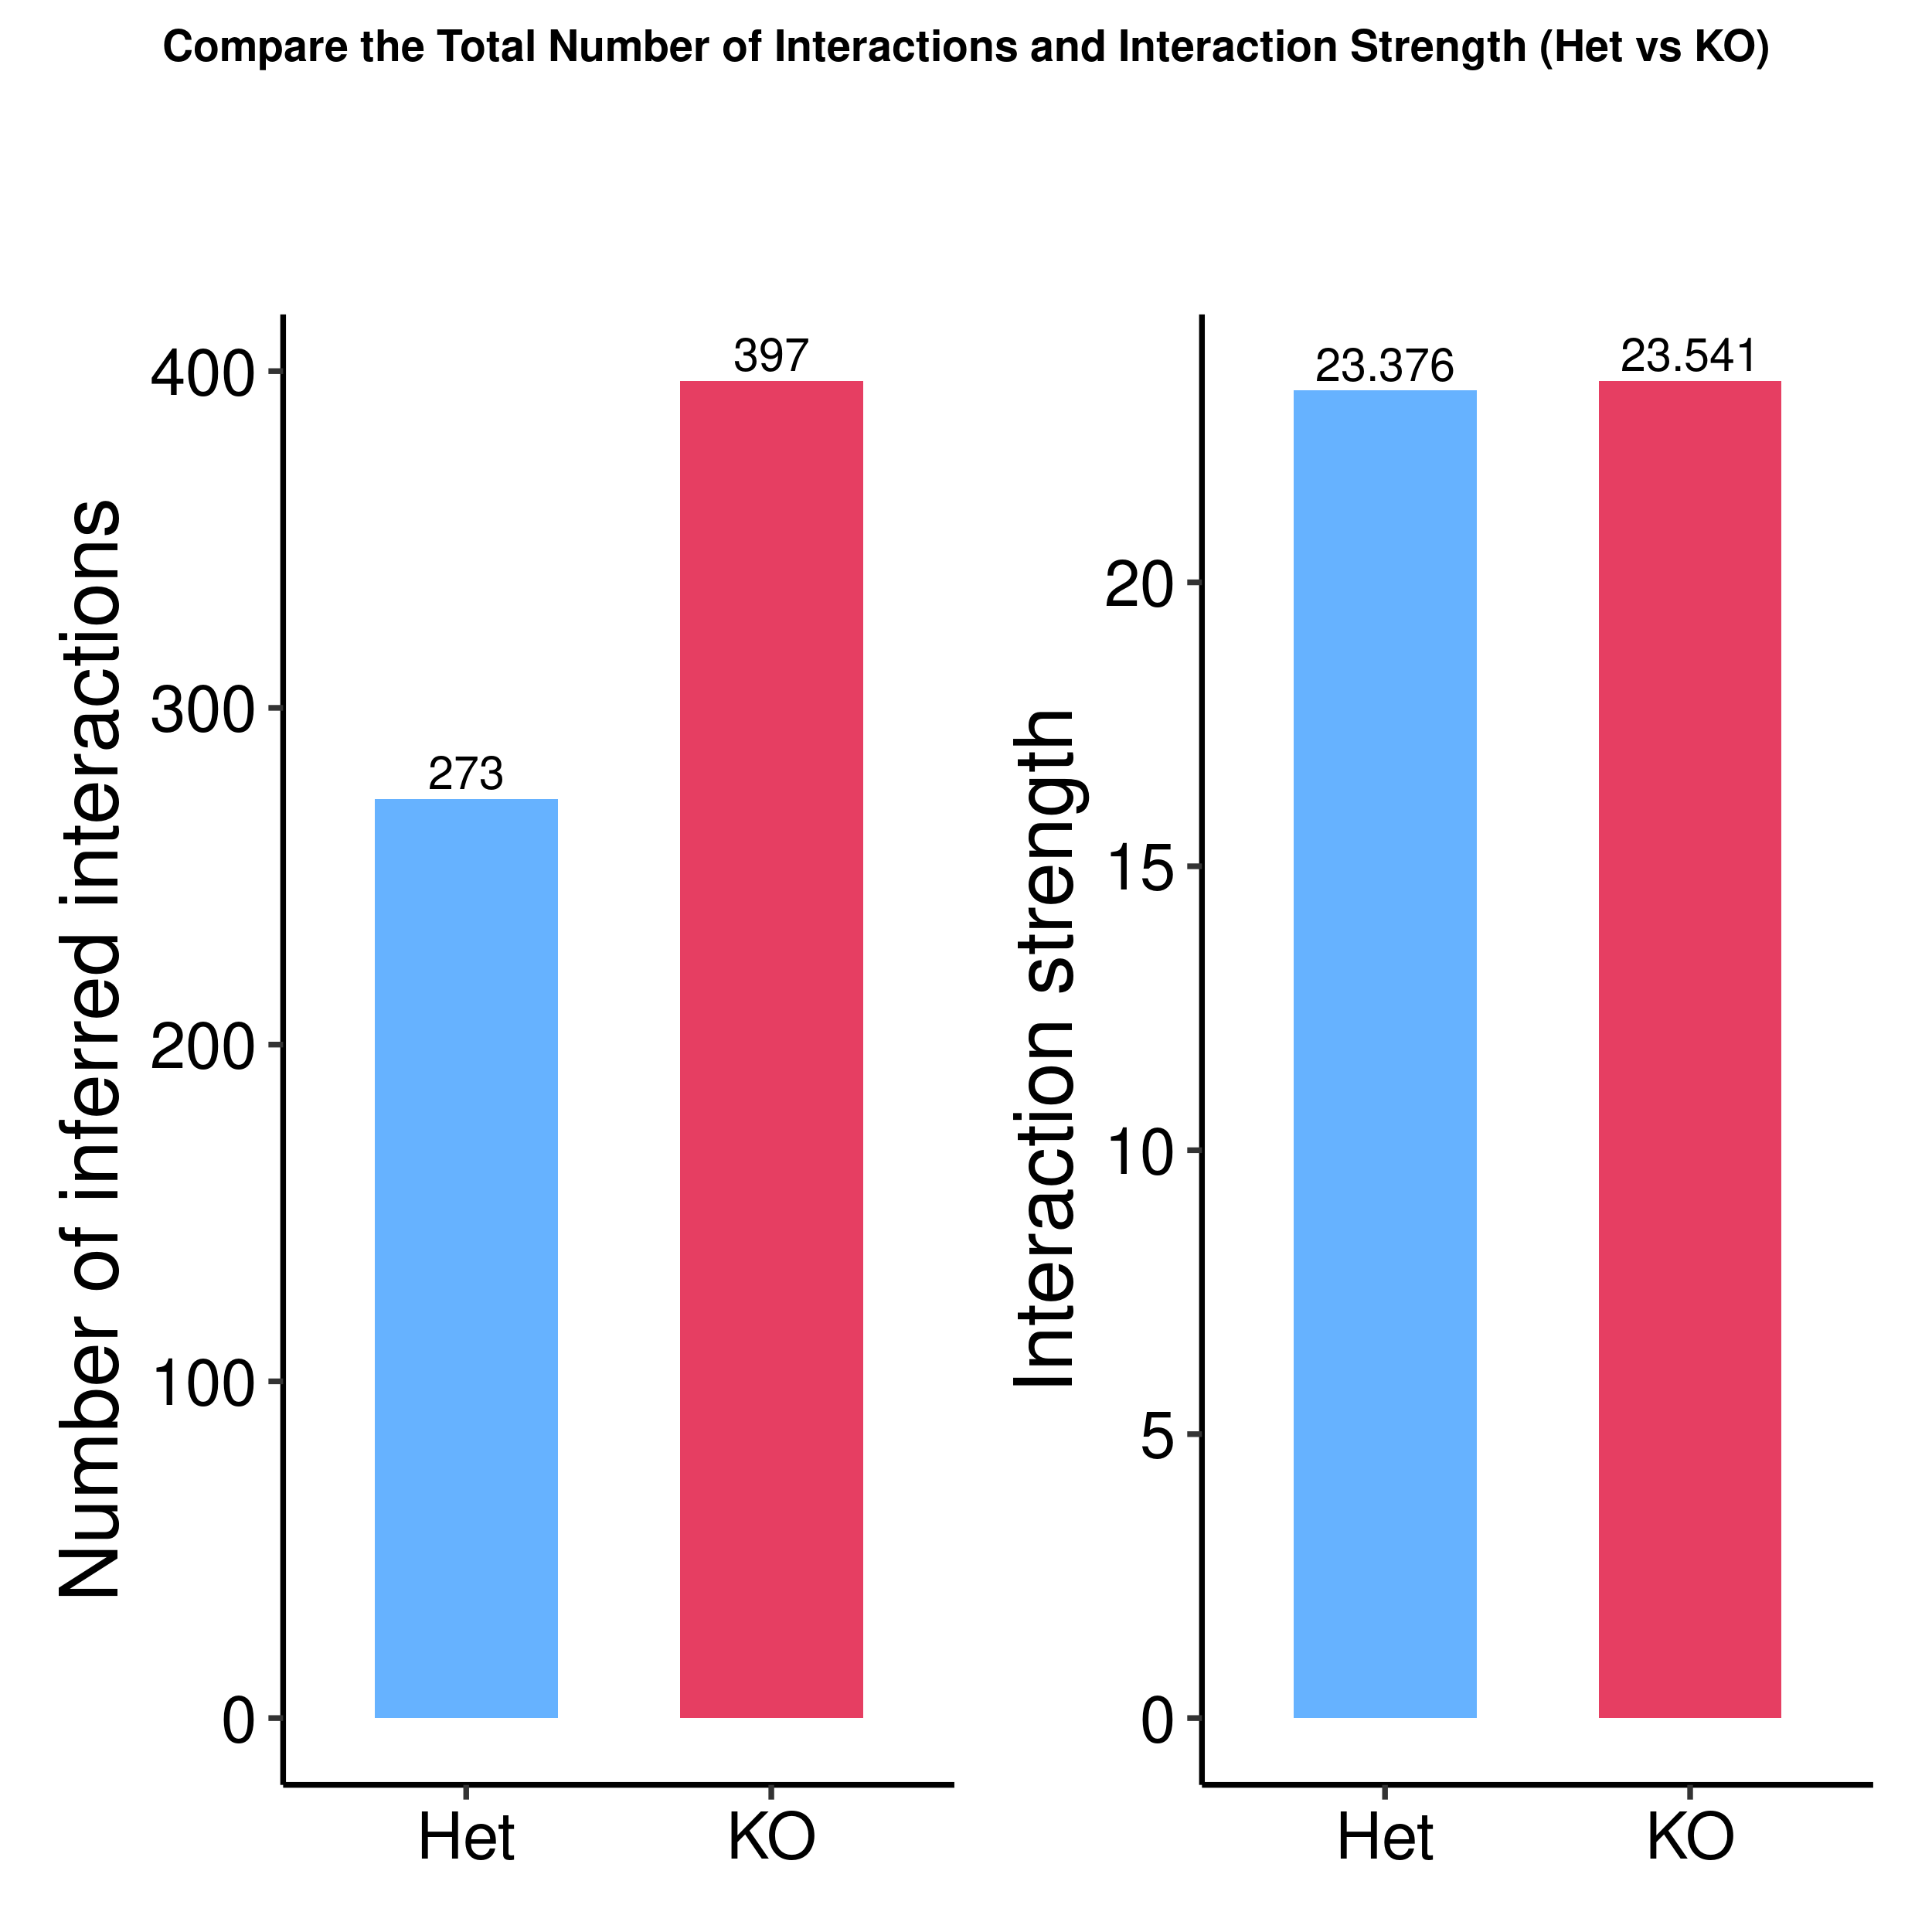 Compare the Total Number of Interactions and Interaction Strength (Het vs KO)
Number of inferred interactions
400
300
200
100
0
273
397
Het
KO
Interaction strength
20
15
10
5
0
23.376
23.541
Het
KO